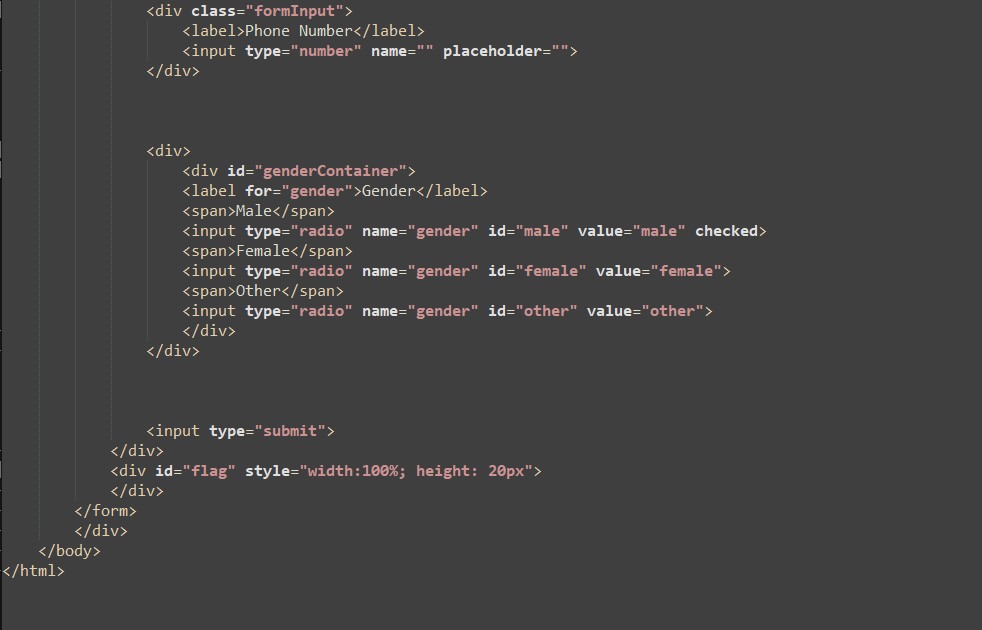 <div class="formInput">
<label>Phone Number</label>
<input type="number" name="" placeholder="">
</div>
<div>
<div id="genderContainer">
<label for="gender">Gender</label>
<span>Male</span>
<input type="radio" name="gender" id="male" value="male" checked>
<span>Female</span>
<input type="radio" name="gender" id="female" value="female">
<span>Other</span>
<input type="radio" name="gender" id="other" value="other">
</div>
</div>
<input type="submit">
</div>
<div id="flag" style="width:100%; height: 20px">
</div>
</form>
</div>
</body>
</html>